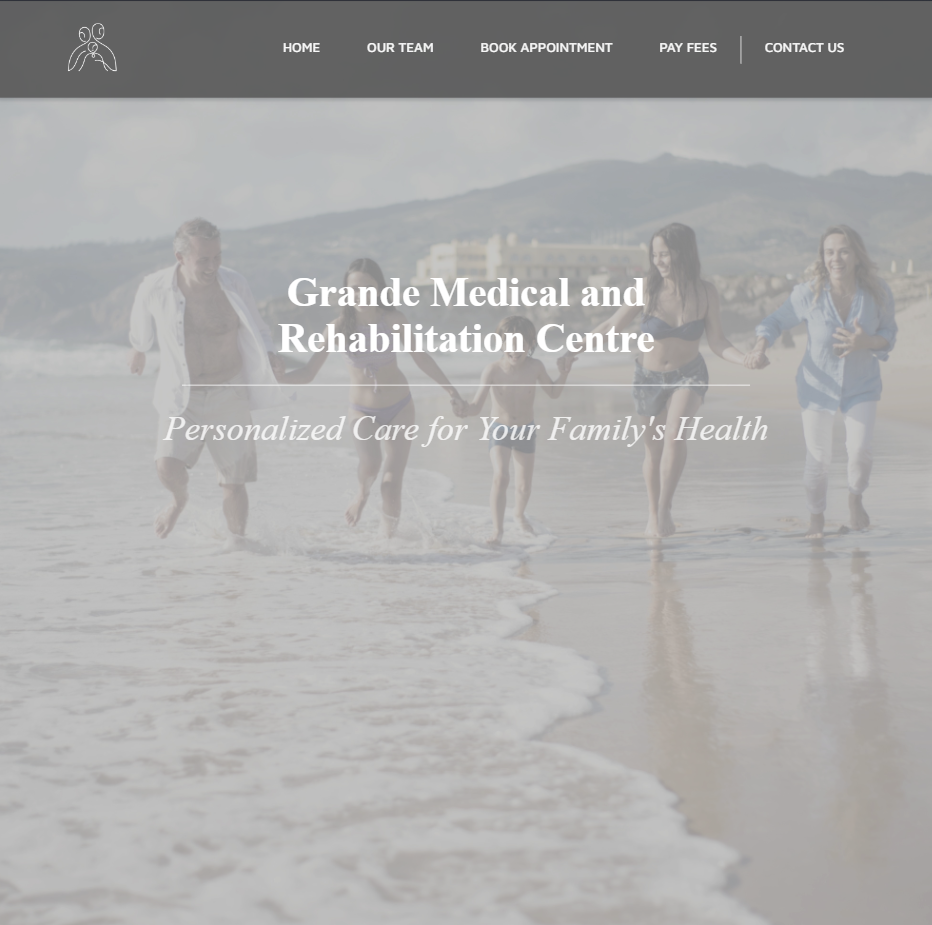 HOME
OUR TEAM
BOOK APPOINTMENT
PAY FEES
CONTACT US
Grande Medical and
Rehabilitation Centre
Personalized Care for Your Family's Health